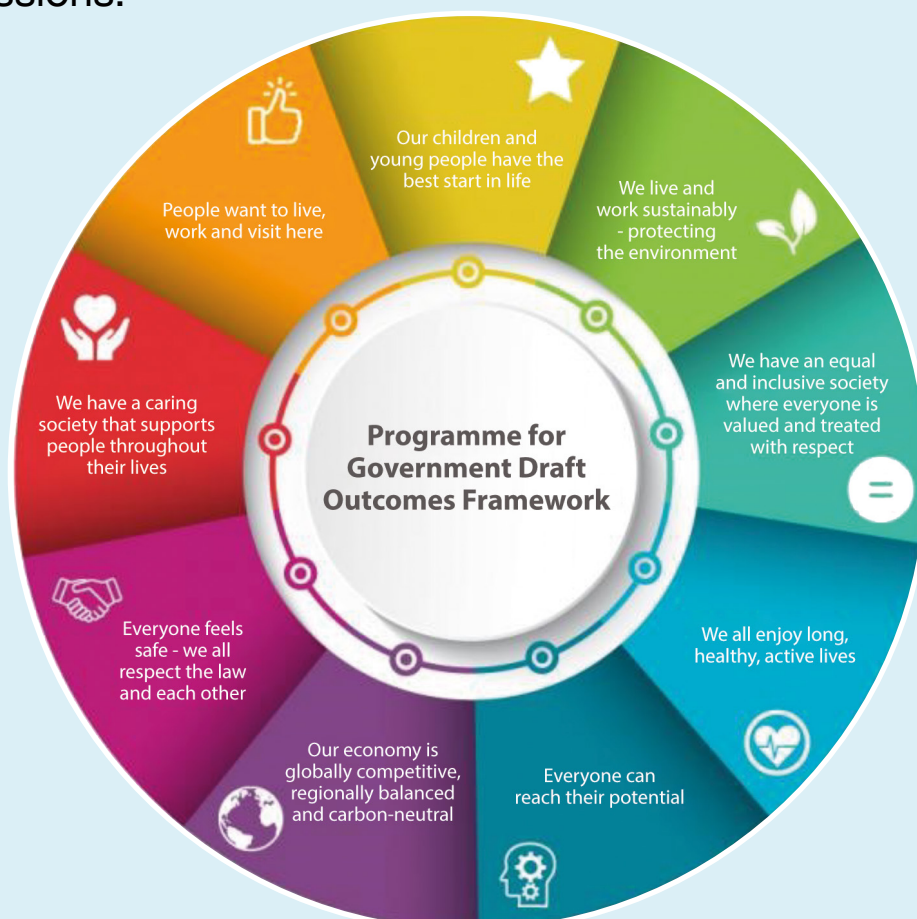 ssions.
Our children and
young people have the
best start in life
We live and
work sustainably
- protecting
the environment
We have an equal
and inclusive society
where everyone is
valued and treated
with respect
We all enjoy long,
healthy, active lives
Everyone can
reach their potential
Our economy is
globally competitive,
regionally balanced
and carbon-neutral
Everyone feels
safe - we all
respect the law
and each other
We have a caring
society that supports
people throughout
their lives
People want to live,
work and visit here
Programme for
Government Draft
Outcomes Framework